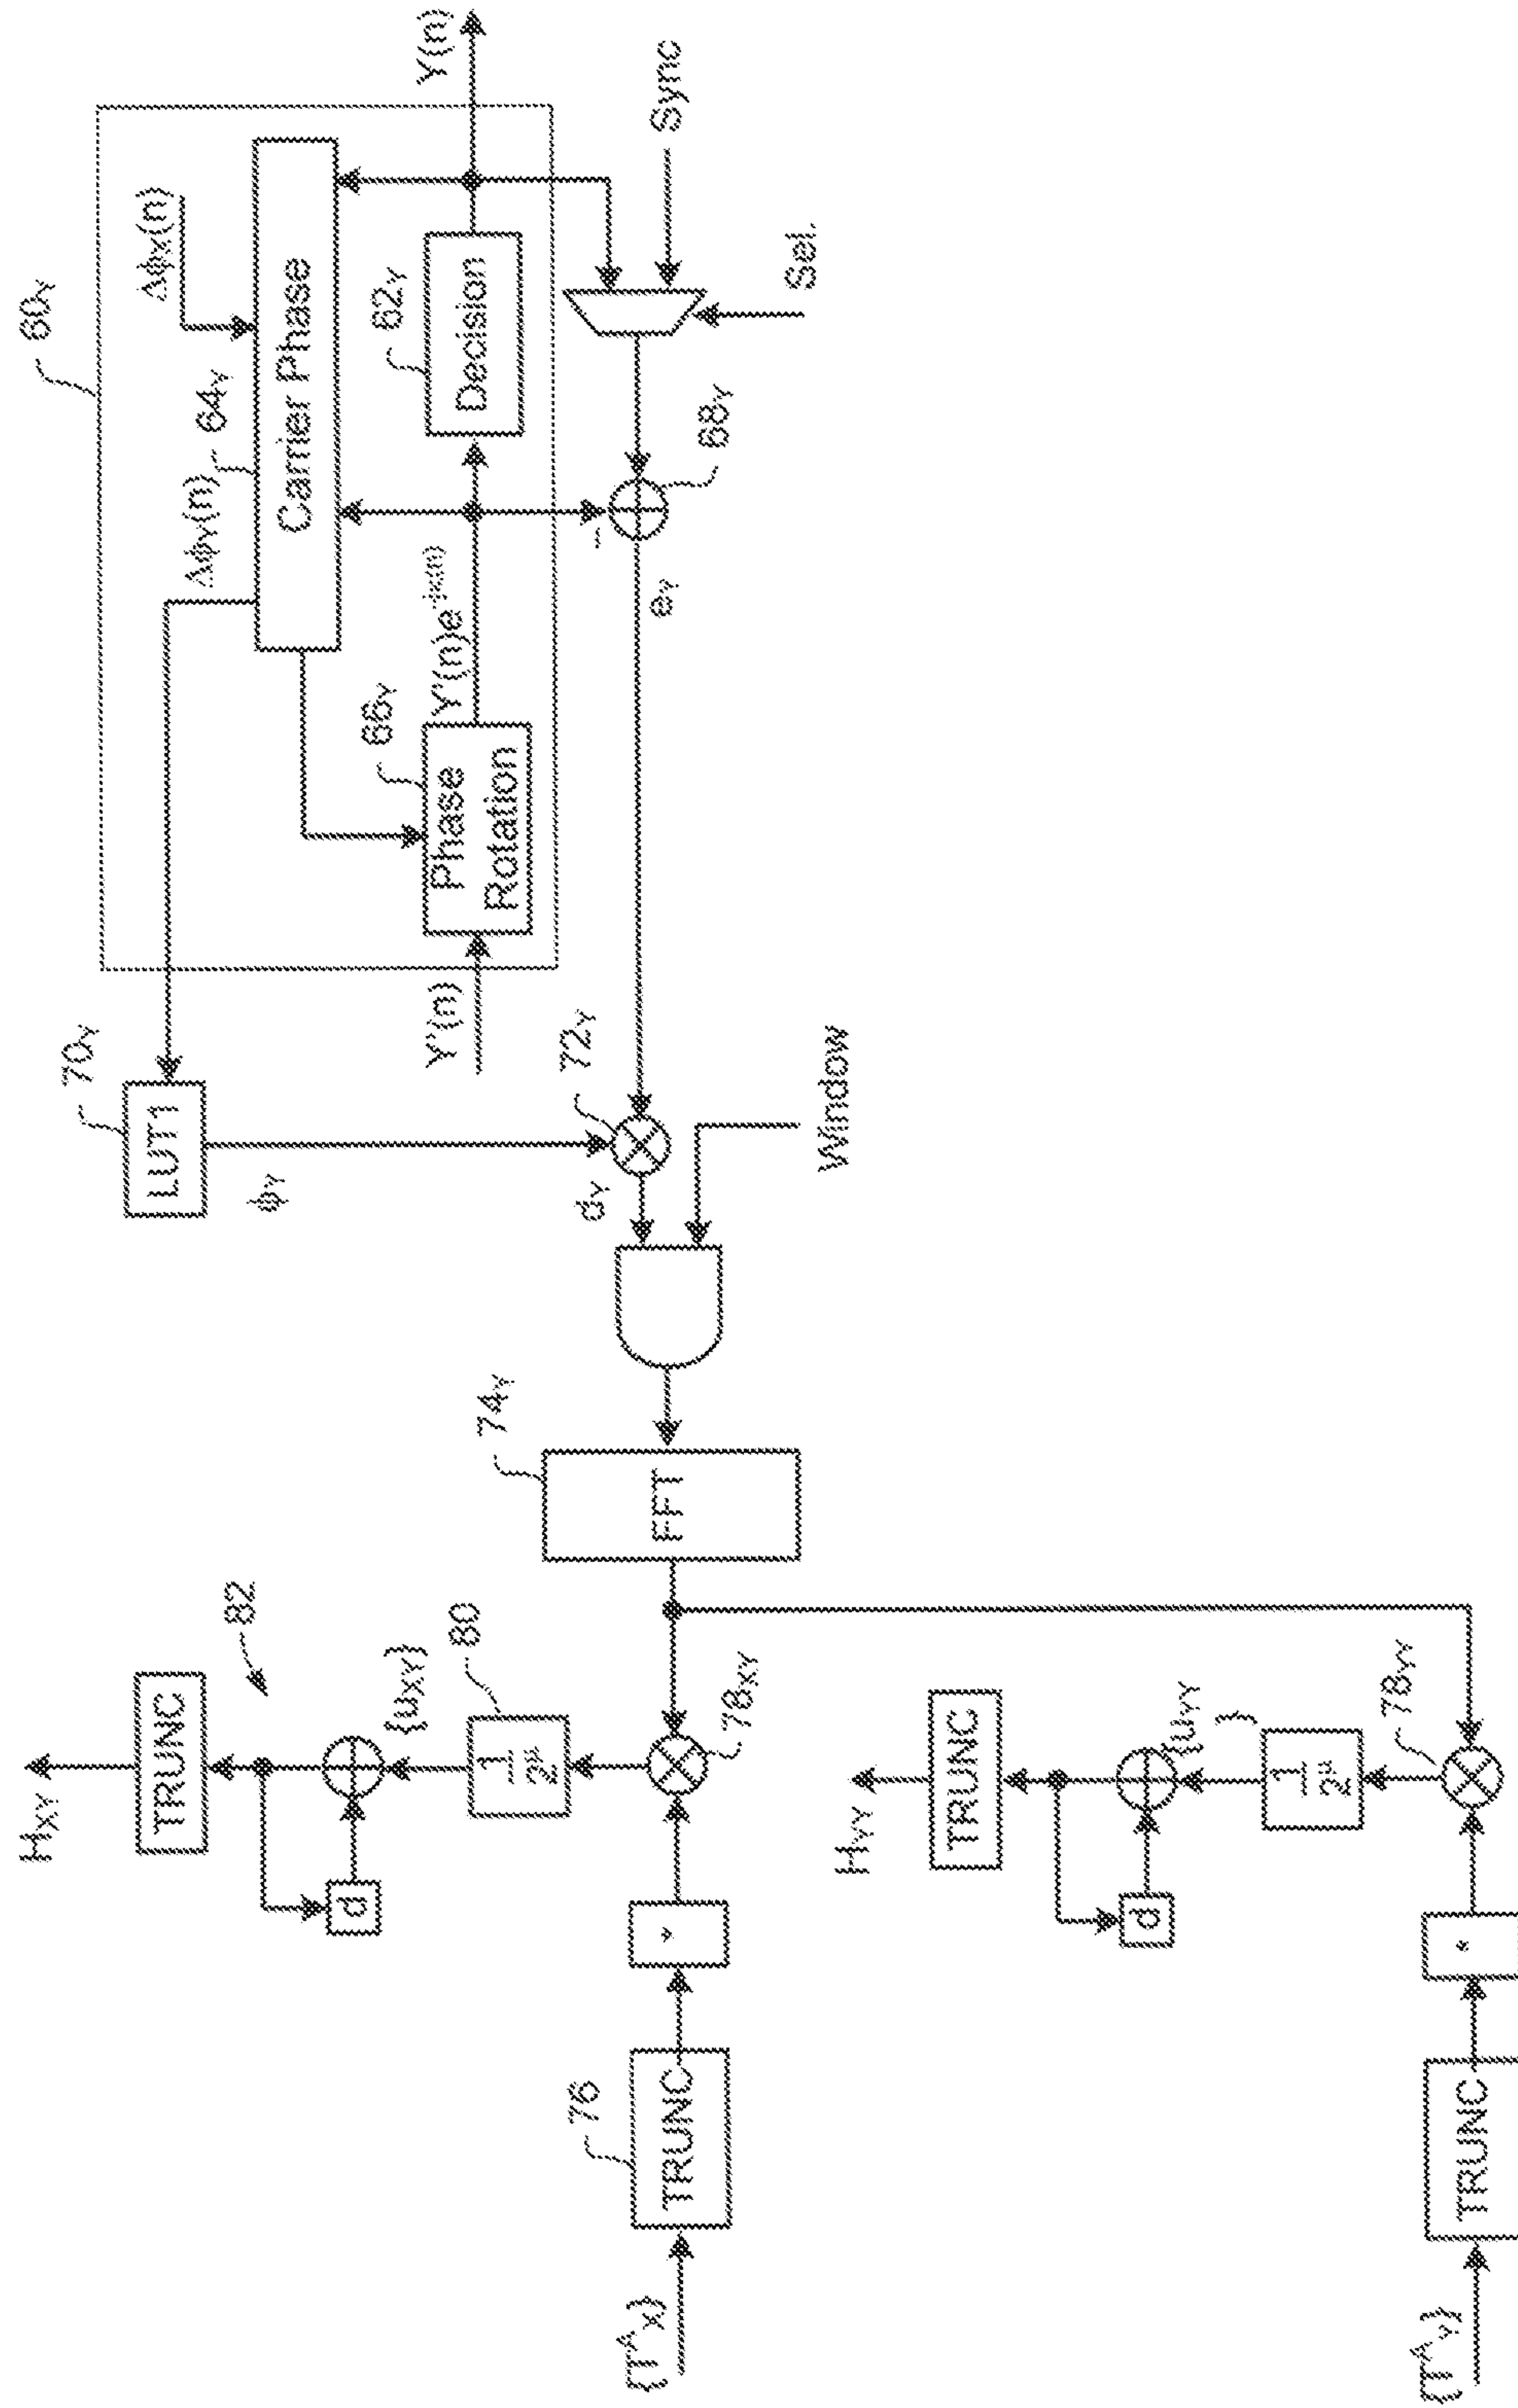 60Y
ΔϕX(n)
Y(n)
ΔϕY(n)
64Y
Carrier Phase
70Y
LUT1
ϕY
66Y
Phase
Rotation
Y'(n)
62Y
Decision
Sync
Sel.
68Y
-
eY
72Y
dY
Window
74Y
FFT
HXY
82
TRUNC
d
{uXY}
80
1
2μ
78XY
*
76
TRUNC
{TAX}
HYY
TRUNC
d
{uYY
}
1
2μ
78YY
*
TRUNC
{TAY}